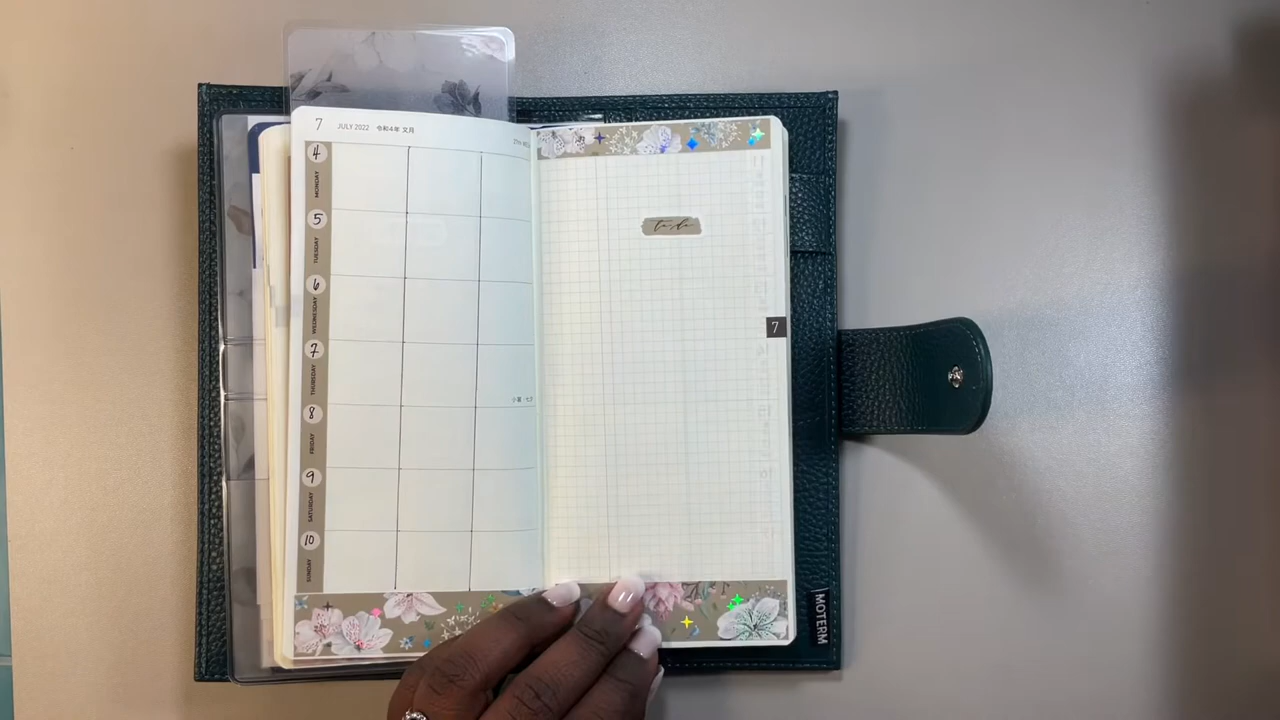 7 JULY 2022 令和4年 文月
4
MONDAY
5
TUESDAY
6
WEDNESDAY
7
THURSDAY
8
FRIDAY
9
SATURDAY
10
SUNDAY
to do
7
MOTERM